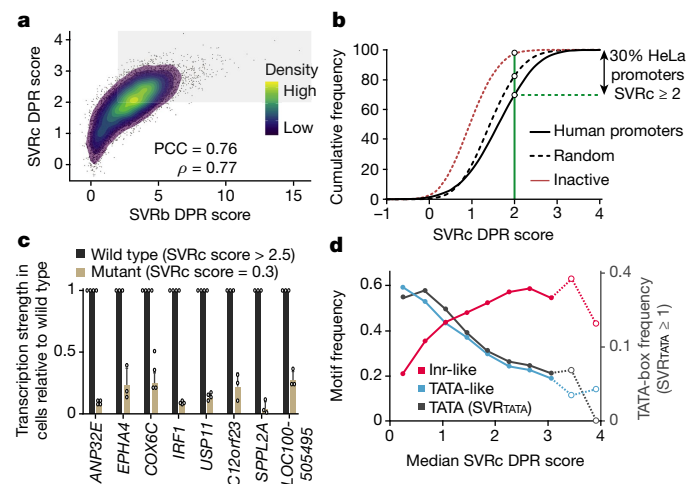 a
SVRc DPR score
4
3
2
1
0
Density
High
Low
PCC = 0.76
ρ = 0.77
0
5
10
15
SVRb DPR score
b
Cumulative frequency
100
80
60
40
20
0
30% HeLa
promoters
SVRc ≥ 2
Human promoters
Random
Inactive
−1
0
1
2
3
4
SVRc DPR score
c
Wild type (SVRc score > 2.5)
Mutant (SVRc score = 0.3)
Transcription strength in
cells relative to wild type
1
0.5
0
ANP32E
EPHA4
COX6C
IRF1
USP11
C12orf23
SPPL2A
LOC100-
505495
d
Motif frequency
0.6
0.4
0.2
0.4
0.1
0
TATA-box frequency
(SVRTATA ≥ 1)
Inr-like
TATA-like
TATA (SVRTATA)
0
1
2
3
4
Median SVRc DPR score